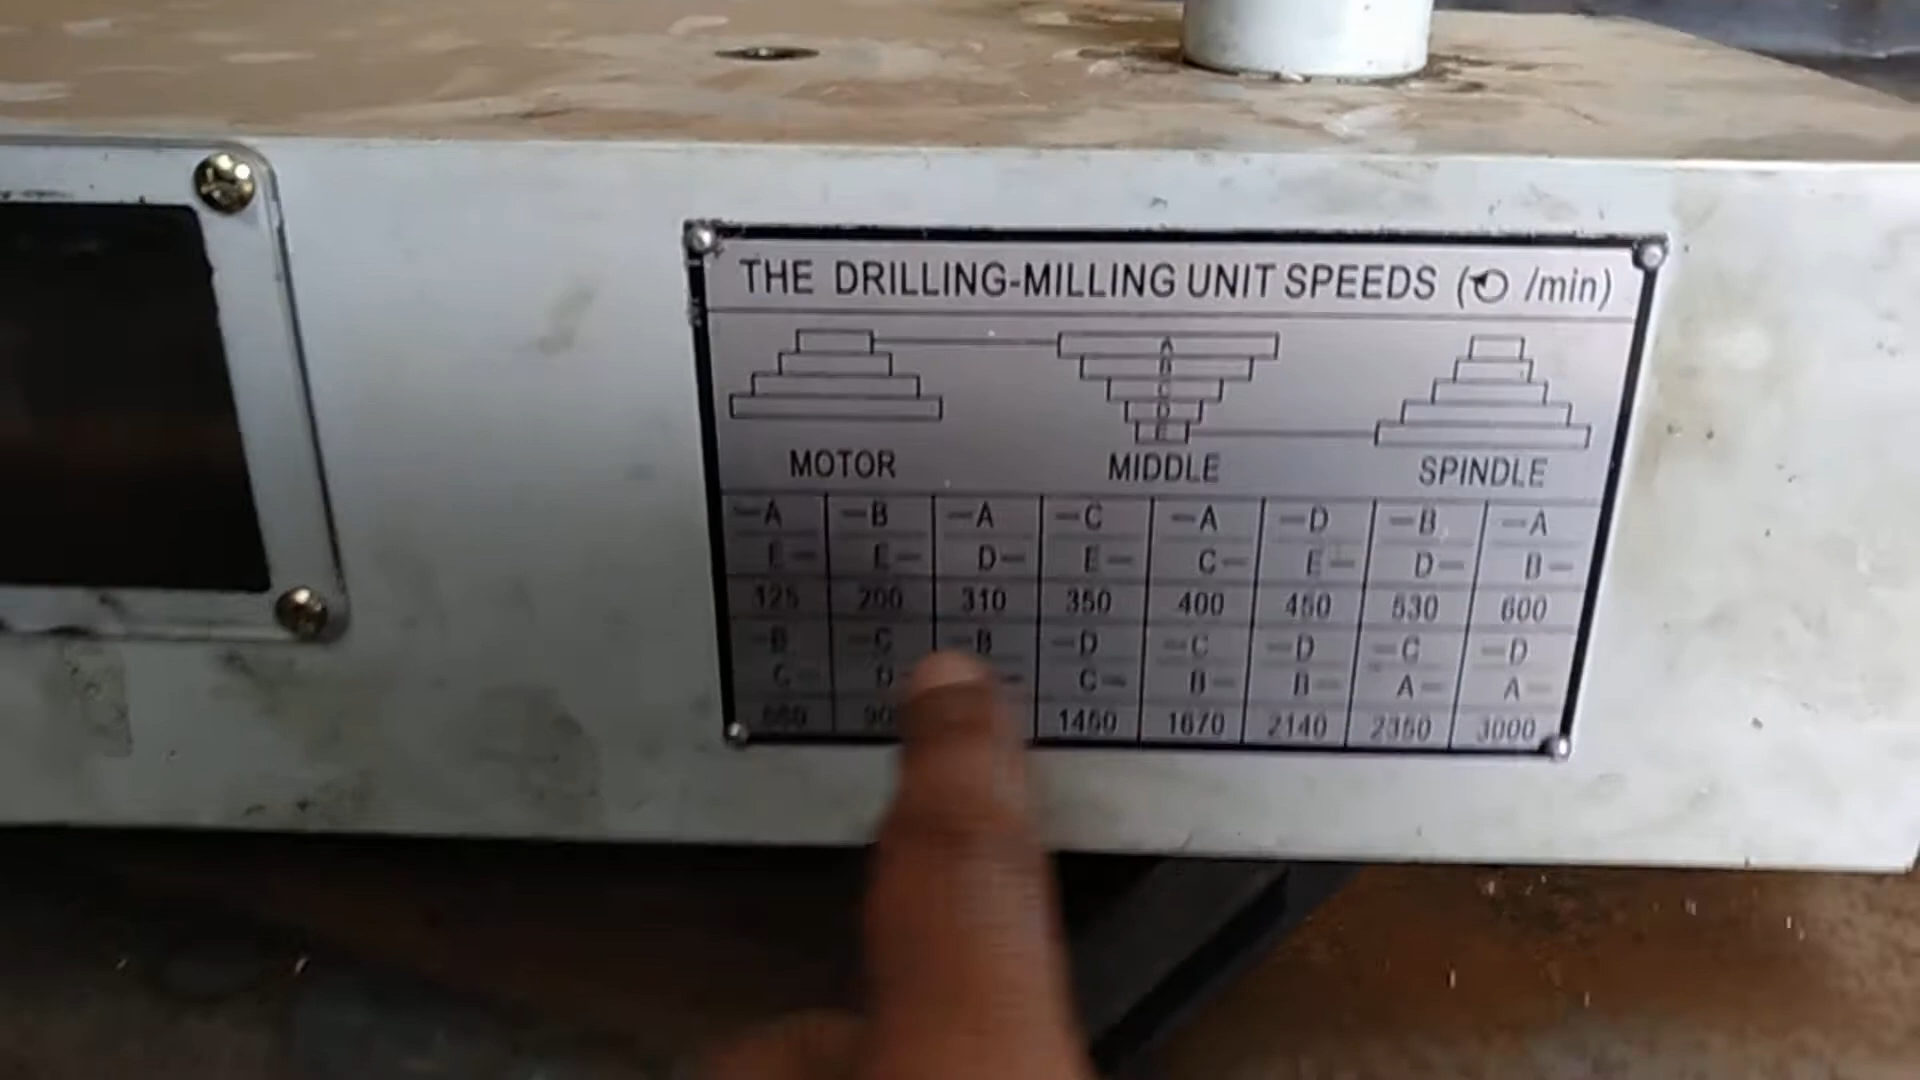 THE DRILLING-MILLING UNIT SPEEDS ( /min)
A
B
C
D
E
MOTOR MIDDLE SPINDLE
—A —B —A —C —A —D —B —A
E— E— D— E— C— E— D— B—
125 200 310 350 400 450 530 600
—B —C —B —D —C —D —C —D
C— D— C— B— B— A— A—
1450 1670 2140 2350 3000